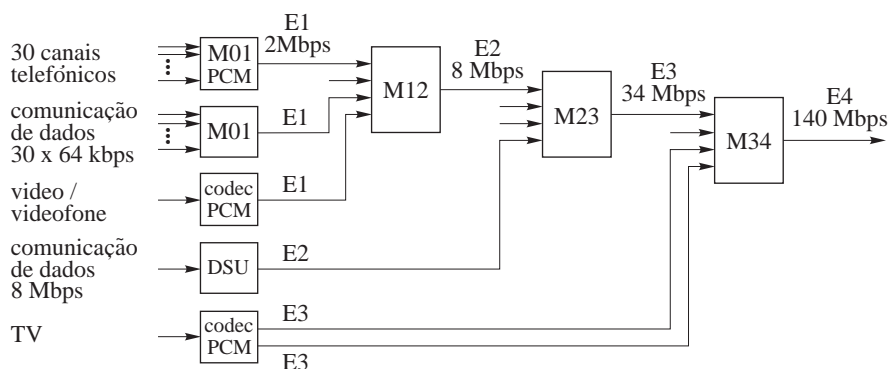 30 canais
telefónicos
M01
PCM
E1
2Mbps
M12
E2
8 Mbps
M23
E3
34 Mbps
M34
E4
140 Mbps
comunicação
de dados
30 x 64 kbps
M01
E1
video /
videofone
codec
PCM
E1
comunicação
de dados
8 Mbps
DSU
E2
TV
codec
PCM
E3
E3